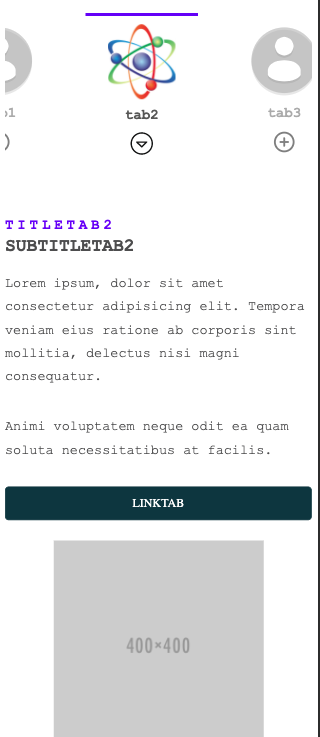 b1
tab2
tab3
TITLETAB2
SUBTITLETAB2
Lorem ipsum, dolor sit amet
consectetur adipisicing elit. Tempora
veniam eius ratione ab corporis sint
mollitia, delectus nisi magni
consequatur.
Animi voluptatem neque odit ea quam
soluta necessitatibus at facilis.
LINKTAB
400×400